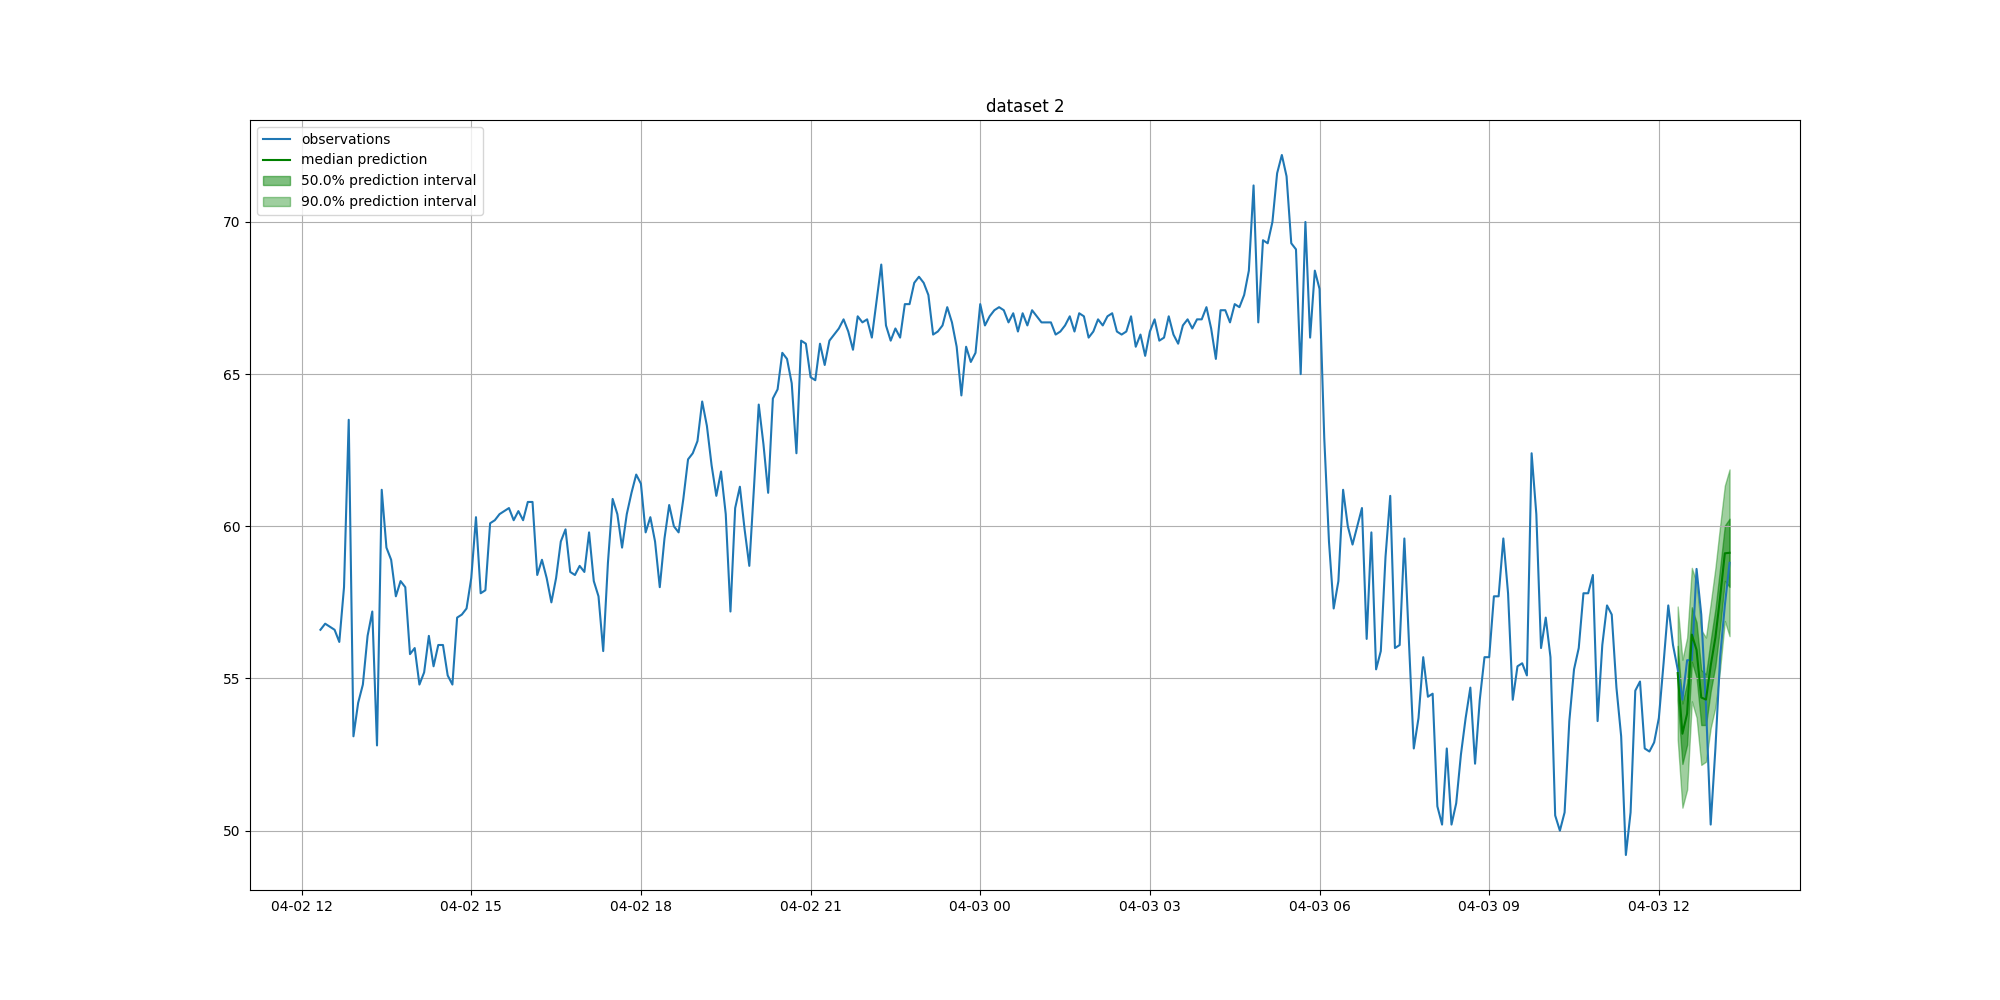 dataset 2
observations
median prediction
50.0% prediction interval
90.0% prediction interval
70
65
60
55
50
04-02 12
04-02 15
04-02 18
04-02 21
04-03 00
04-03 03
04-03 06
04-03 09
04-03 12